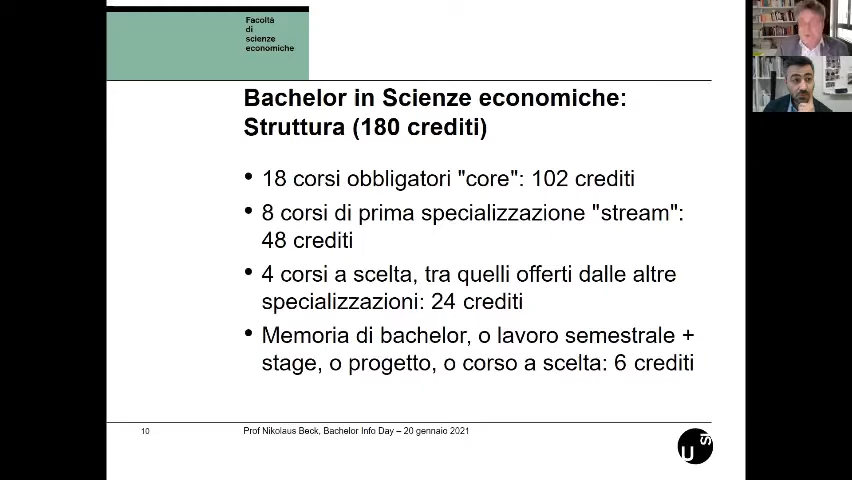 Facoltà
di
scienze
economiche
Bachelor in Scienze economiche:
Struttura (180 crediti)
• 18 corsi obbligatori "core": 102 crediti
• 8 corsi di prima specializzazione "stream":
48 crediti
• 4 corsi a scelta, tra quelli offerti dalle altre
specializzazioni: 24 crediti
• Memoria di bachelor, o lavoro semestrale +
stage, o progetto, o corso a scelta: 6 crediti
10
Prof Nikolaus Beck, Bachelor Info Day – 20 gennaio 2021
U
SI